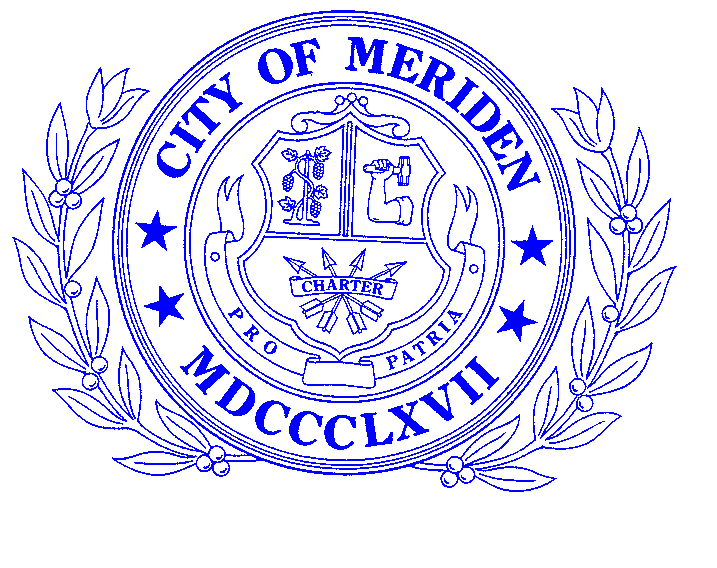 CITY OF MERIDEN
CHARTER
PRO PATRIA
MDCCCLXVII